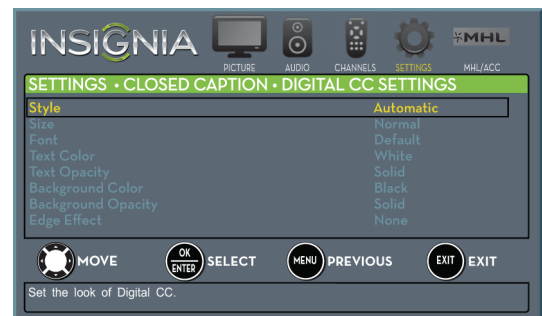 INSIGNIA
PICTURE AUDIO CHANNELS SETTINGS MHL MHL/ACC
SETTINGS • CLOSED CAPTION • DIGITAL CC SETTINGS
Style Automatic
Size Normal
Font Default
Text Color White
Text Opacity Solid
Background Color Black
Background Opacity Solid
Edge Effect None
MOVE OK ENTER SELECT MENU PREVIOUS EXIT EXIT
Set the look of Digital CC.